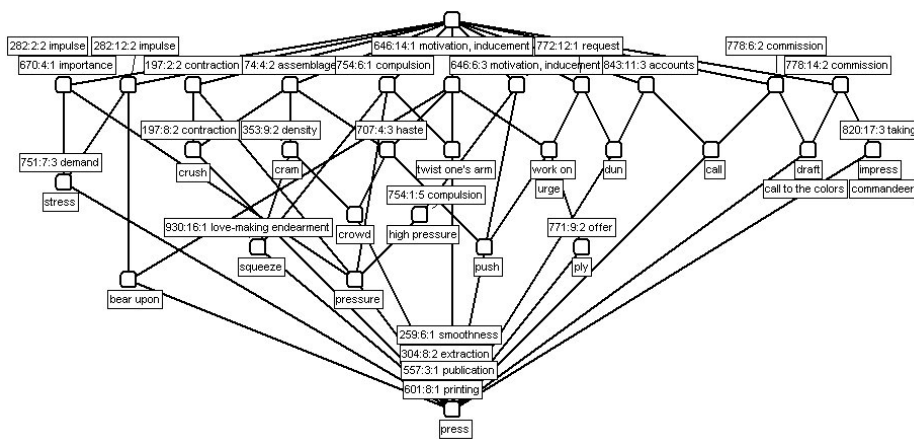 646:14:1 motivation, inducement
772:12:1 request
778:6:2 commission
282:2:2 impulse
282:12:2 impulse
670:4:1 importance
197:2:2 contraction
74:4:2 assemblage
754:6:1 compulsion
646:6:3 motivation, inducement
843:11:3 accounts
778:14:2 commission
197:8:2 contraction
353:9:2 density
707:4:3 haste
820:17:3 taking
751:7:3 demand
crush
cram
twist one's arm
work on
dun
call
draft
impress
stress
754:1:5 compulsion
urge
call to the colors
commandeer
930:16:1 love-making endearment
crowd
high pressure
771:9:2 offer
squeeze
push
ply
bear upon
pressure
259:6:1 smoothness
304:8:2 extraction
557:3:1 publication
601:8:1 printing
press